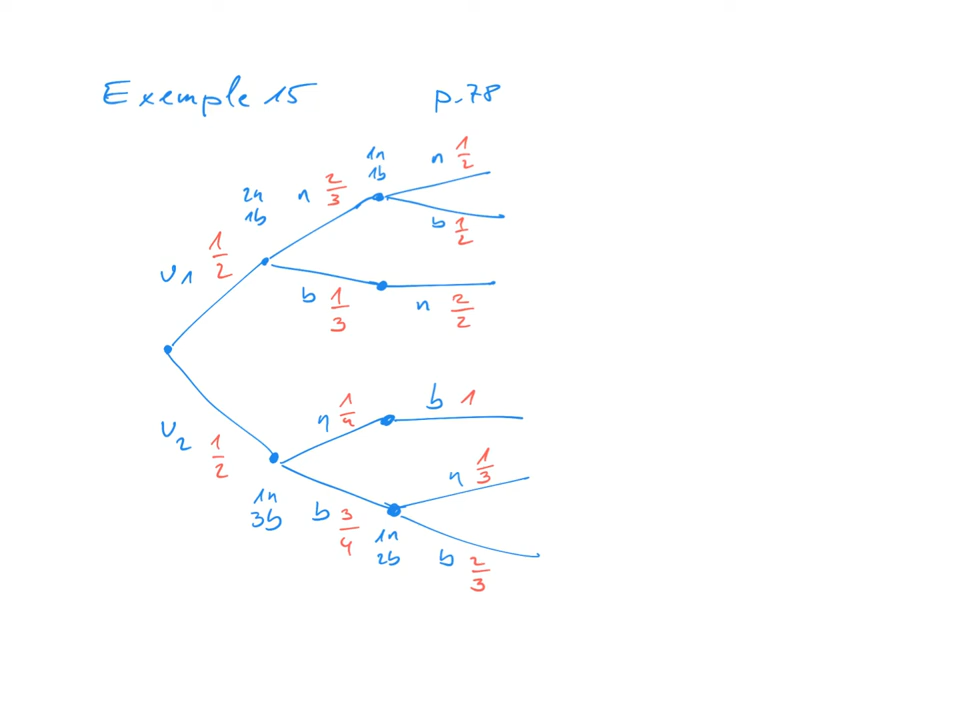 Exemple 15 p.78
1n
1b
n 1/2
2n
1b
n 2/3
b 1/2
U1 1/2
b 1/3
n 2/2
n 1/4
b 1
U2 1/2
n 1/3
1n
3b
b 3/4
1n
2b
b 2/3